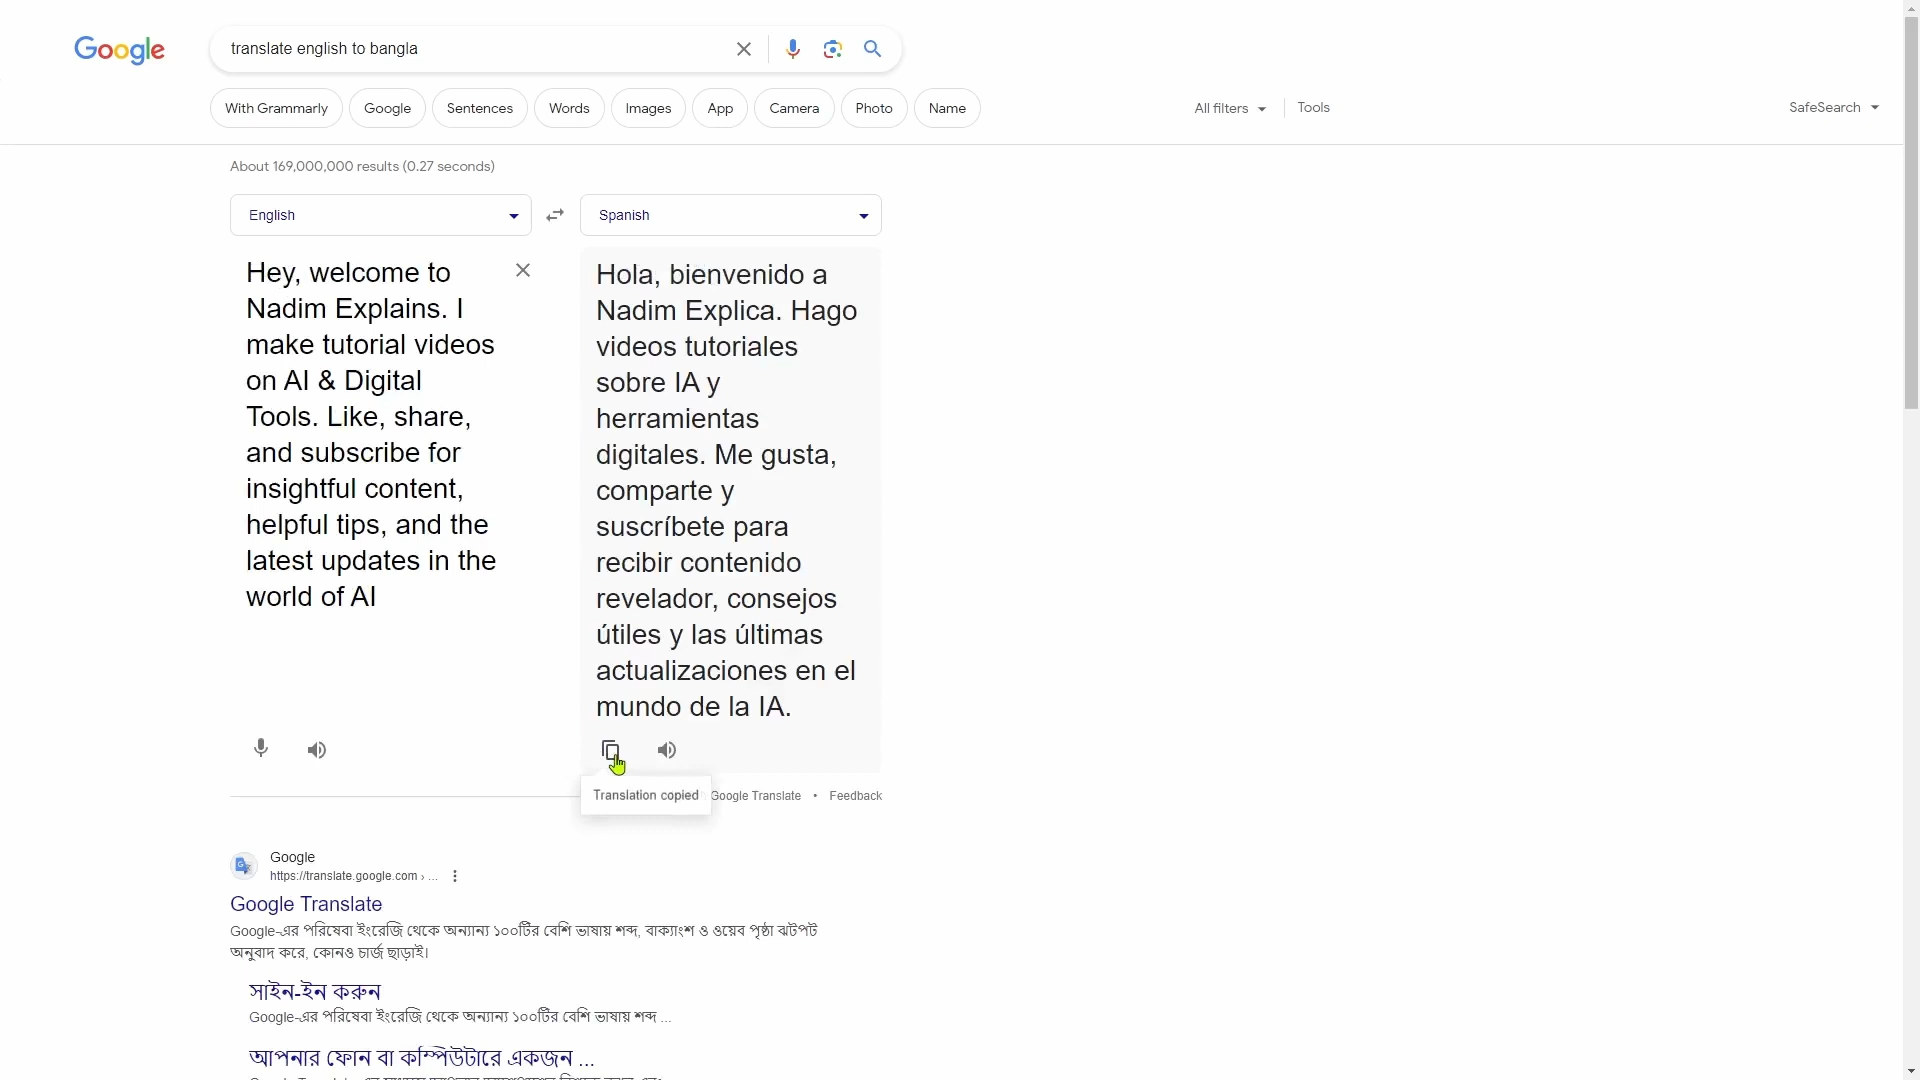 Google
translate english to bangla
With Grammarly Google Sentences Words Images App Camera Photo Name
All filters Tools
SafeSearch
About 169,000,000 results (0.27 seconds)
English
Spanish
Hey, welcome to
Nadim Explains. I
make tutorial videos
on AI & Digital
Tools. Like, share,
and subscribe for
insightful content,
helpful tips, and the
latest updates in the
world of AI
Hola, bienvenido a
Nadim Explica. Hago
videos tutoriales
sobre IA y
herramientas
digitales. Me gusta,
comparte y
suscríbete para
recibir contenido
revelador, consejos
útiles y las últimas
actualizaciones en el
mundo de la IA.
Translation copied
Google Translate • Feedback
Google
https://translate.google.com › ...
Google Translate
Google-এর পরিষেবা ইংরেজি থেকে অন্যান্য ১০০টির বেশি ভাষায় শব্দ, বাক্যাংশ ও ওয়েব পৃষ্ঠা ঝটপট
অনুবাদ করে, কোনও চার্জ ছাড়াই।
সাইন-ইন করুন
Google-এর পরিষেবা ইংরেজি থেকে অন্যান্য ১০০টির বেশি ভাষায় শব্দ ...
আপনার ফোন বা কম্পিউটারে একজন ...